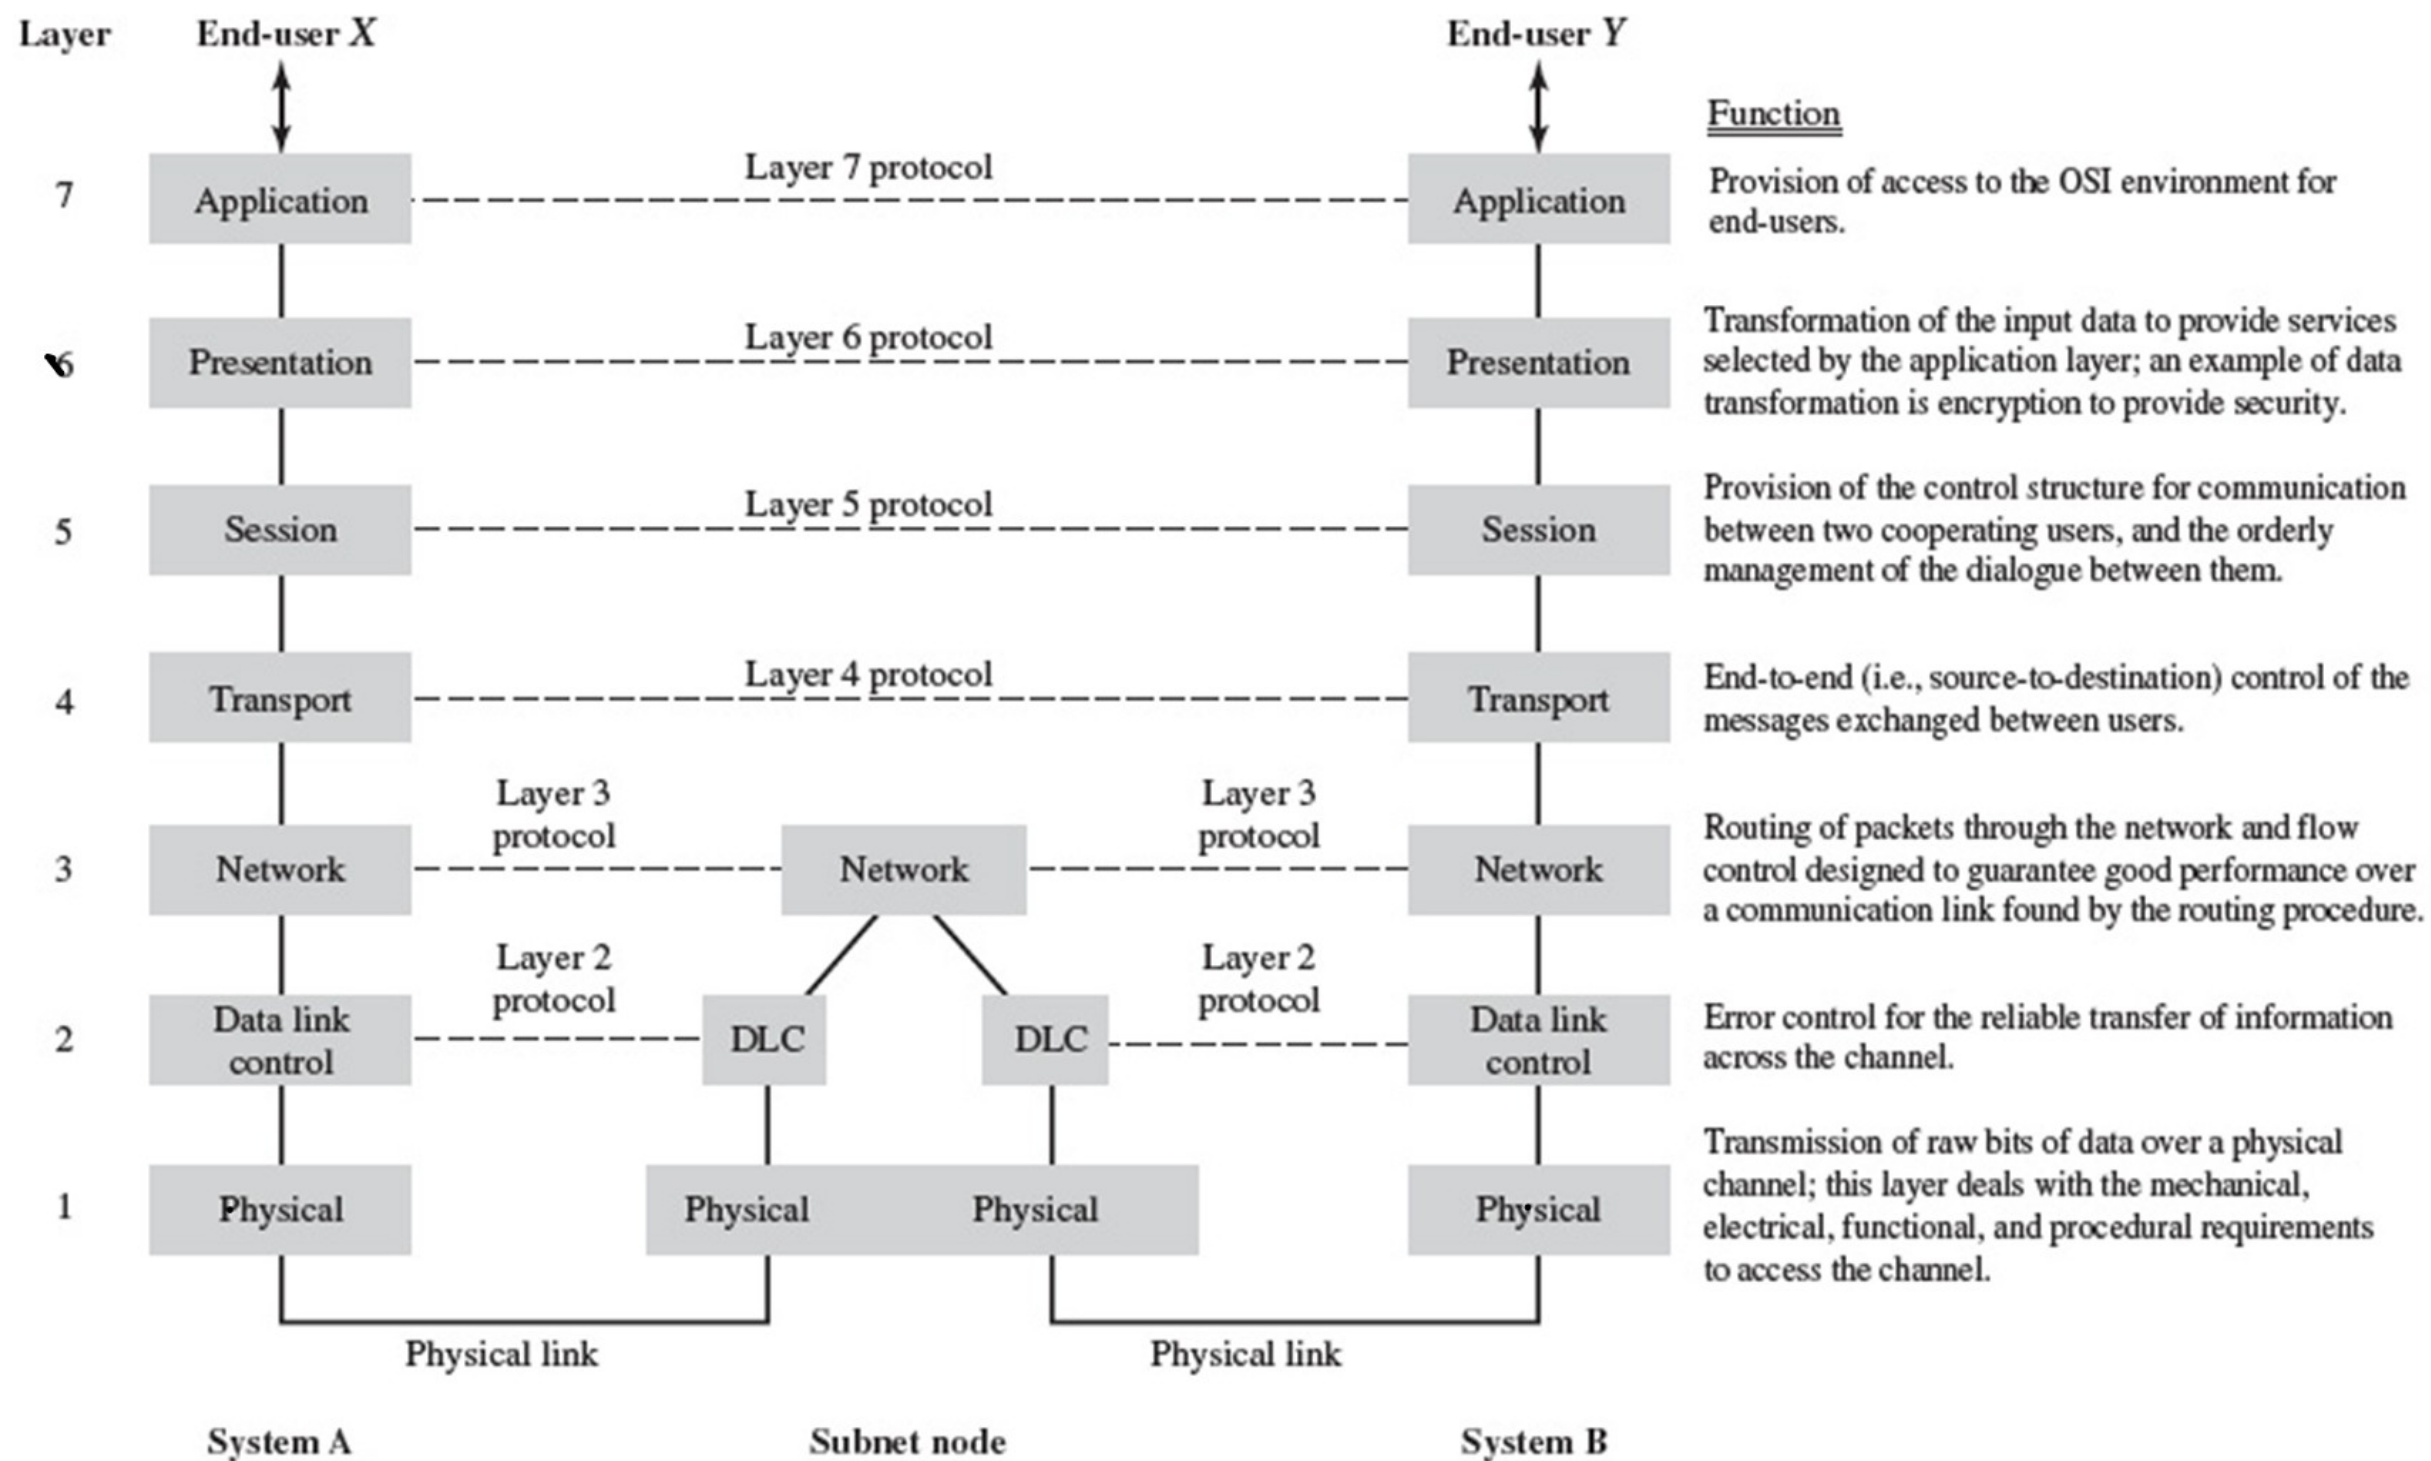 Layer
End-user X
End-user Y
Function
7
Application
Layer 7 protocol
Application
Provision of access to the OSI environment for
end-users.
6
Presentation
Layer 6 protocol
Presentation
Transformation of the input data to provide services
selected by the application layer; an example of data
transformation is encryption to provide security.
5
Session
Layer 5 protocol
Session
Provision of the control structure for communication
between two cooperating users, and the orderly
management of the dialogue between them.
4
Transport
Layer 4 protocol
Transport
End-to-end (i.e., source-to-destination) control of the
messages exchanged between users.
3
Network
Layer 3
protocol
Network
Layer 3
protocol
Network
Routing of packets through the network and flow
control designed to guarantee good performance over
a communication link found by the routing procedure.
2
Data link
control
Layer 2
protocol
DLC
DLC
Layer 2
protocol
Data link
control
Error control for the reliable transfer of information
across the channel.
1
Physical
Physical
Physical
Physical
Transmission of raw bits of data over a physical
channel; this layer deals with the mechanical,
electrical, functional, and procedural requirements
to access the channel.
Physical link
Physical link
System A
Subnet node
System B